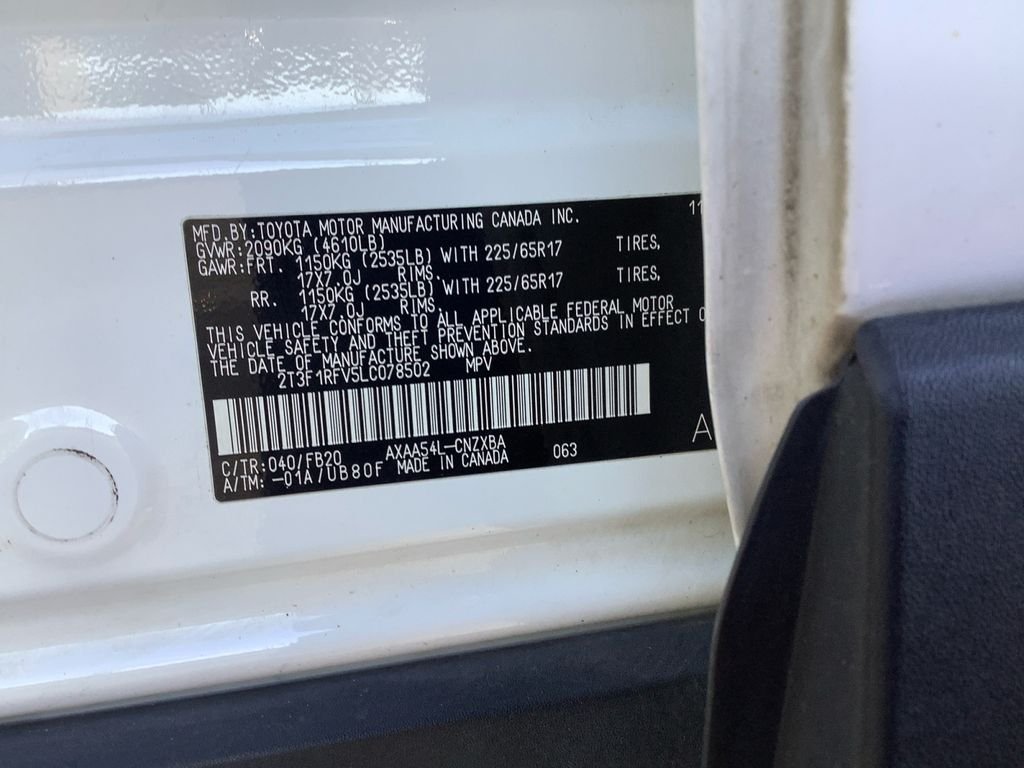 MFD.BY:TOYOTA MOTOR MANUFACTURING CANADA INC. 11
GVWR:2090KG (4610LB)
GAWR:FRT. 1150KG (2535LB) WITH 225/65R17 TIRES,
17X7.0J RIMS.
RR. 1150KG (2535LB) WITH 225/65R17 TIRES,
17X7.0J RIMS
THIS VEHICLE CONFORMS TO ALL APPLICABLE FEDERAL MOTOR
VEHICLE SAFETY AND THEFT PREVENTION STANDARDS IN EFFECT O
THE DATE OF MANUFACTURE SHOWN ABOVE.
2T3F1RFV5LC078502 MPV
C/TR:040/FB20 AXAA54L-CNZXBA 063 A
A/TM:-01A/UB80F MADE IN CANADA